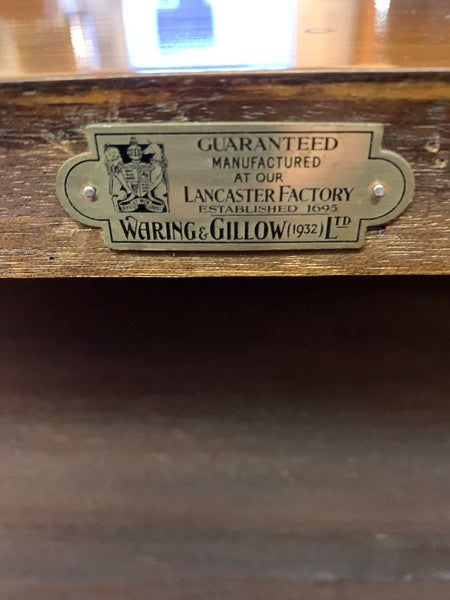 GUARANTEED
MANUFACTURED
AT OUR
LANCASTER FACTORY
ESTABLISHED 1695
WARING & GILLOW (1932) LTD